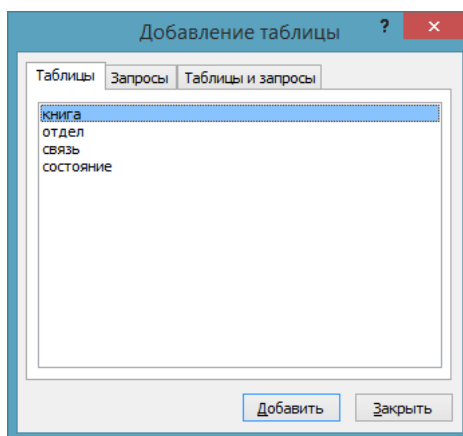 Добавление таблицы ?
Таблицы Запросы Таблицы и запросы
книга
отдел
связь
состояние
Добавить Закрыть